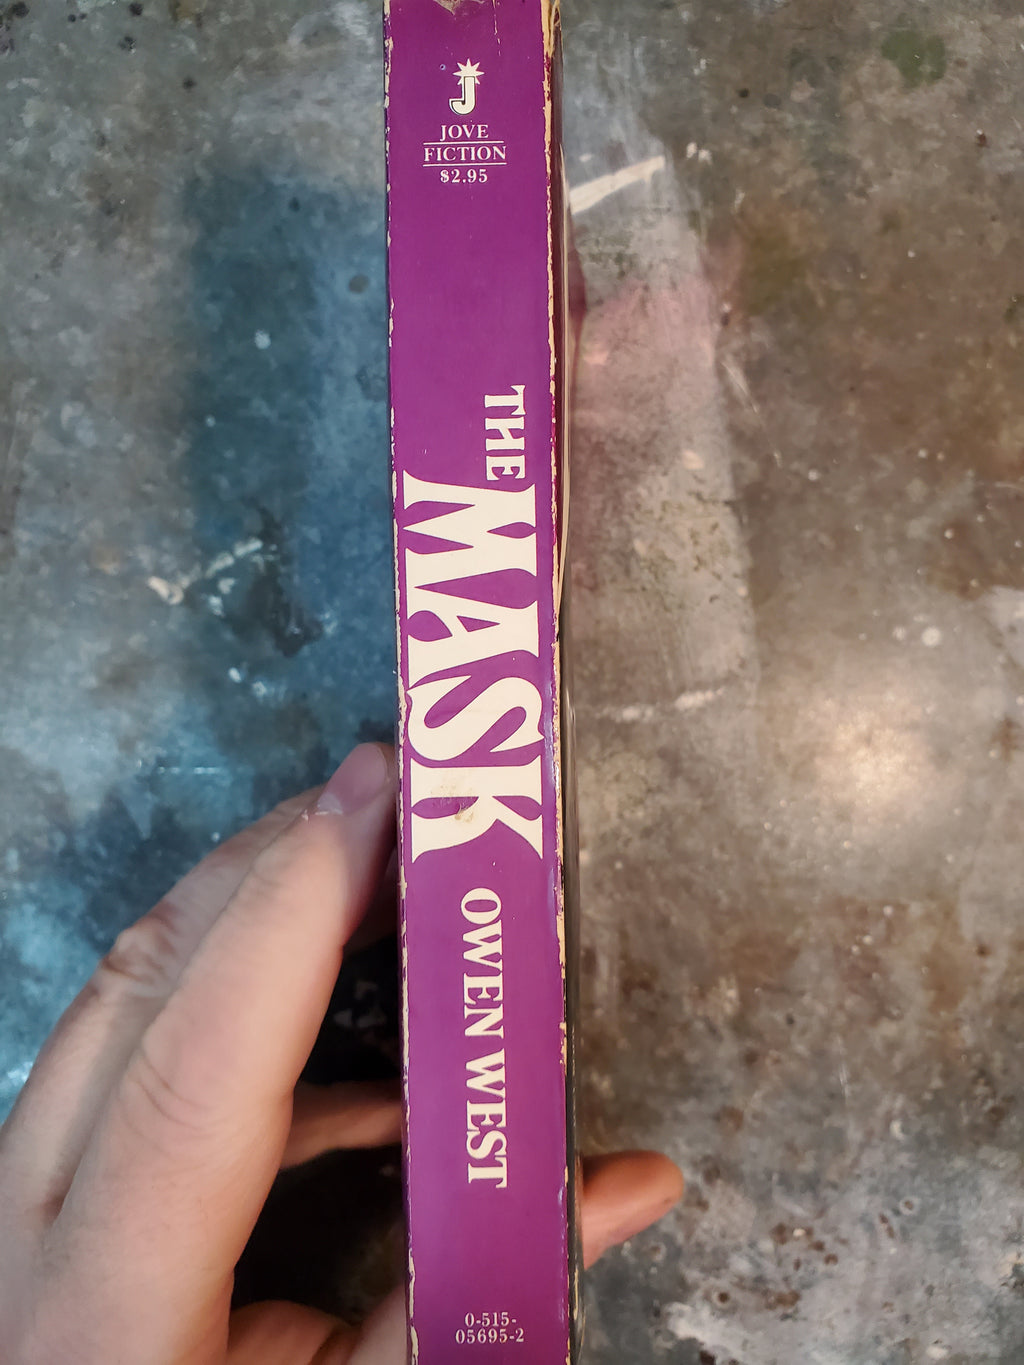 J
JOVE
FICTION
$2.95
THE
MASK
OWEN WEST
0-515-
05695-2